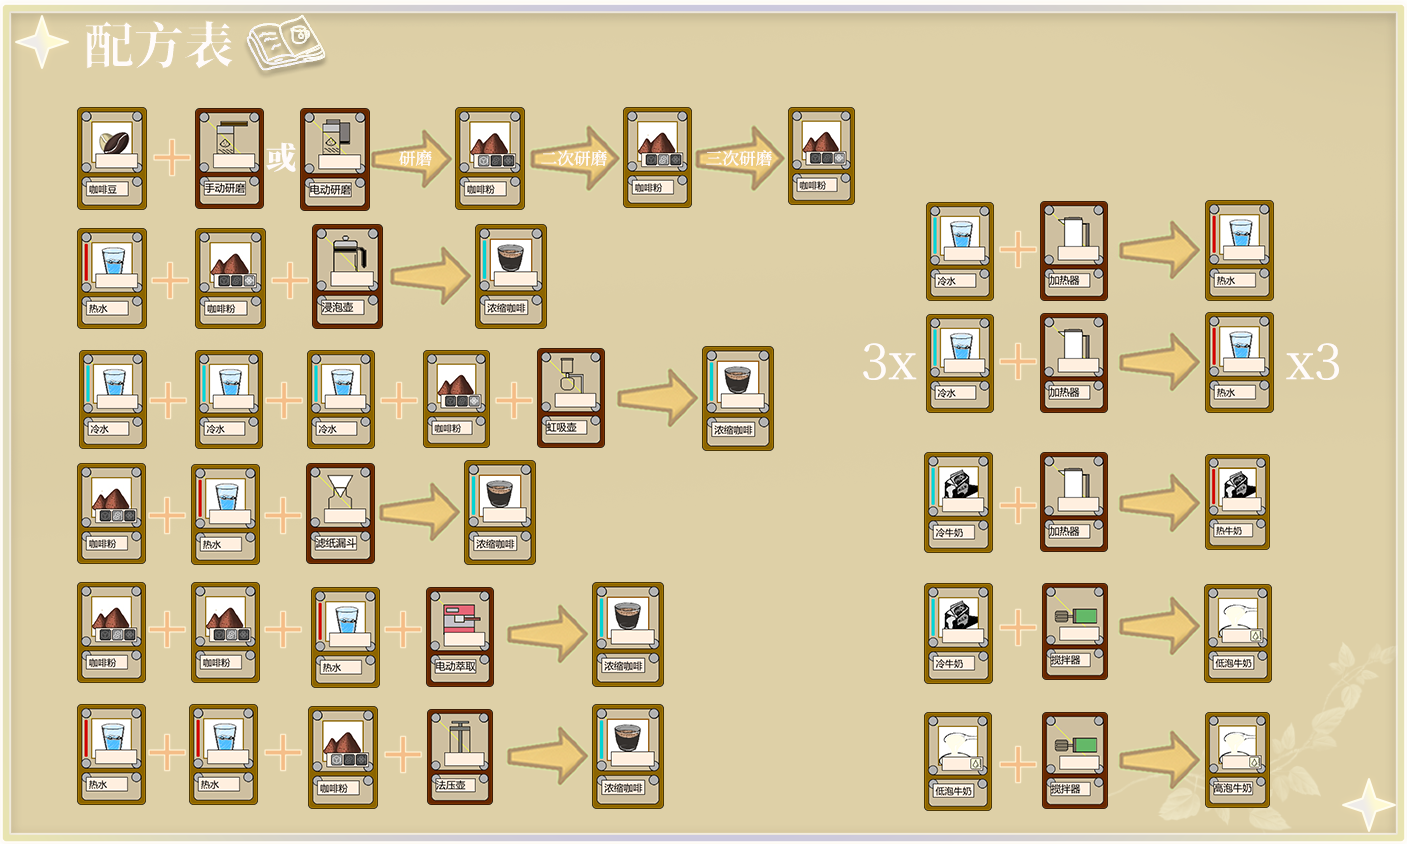 配方表
咖啡豆 手动研磨 或 电动研磨 研磨 咖啡粉 二次研磨 咖啡粉 三次研磨 咖啡粉
热水 咖啡粉 浸泡壶 浓缩咖啡
冷水 冷水 冷水 咖啡粉 虹吸壶 浓缩咖啡
咖啡粉 热水 滤纸漏斗 浓缩咖啡
咖啡粉 咖啡粉 热水 电动萃取 浓缩咖啡
热水 热水 咖啡粉 法压壶 浓缩咖啡
冷水 加热器 热水
3x 冷水 加热器 热水 x3
冷牛奶 加热器 热牛奶
冷牛奶 搅拌器 低泡牛奶
低泡牛奶 搅拌器 高泡牛奶